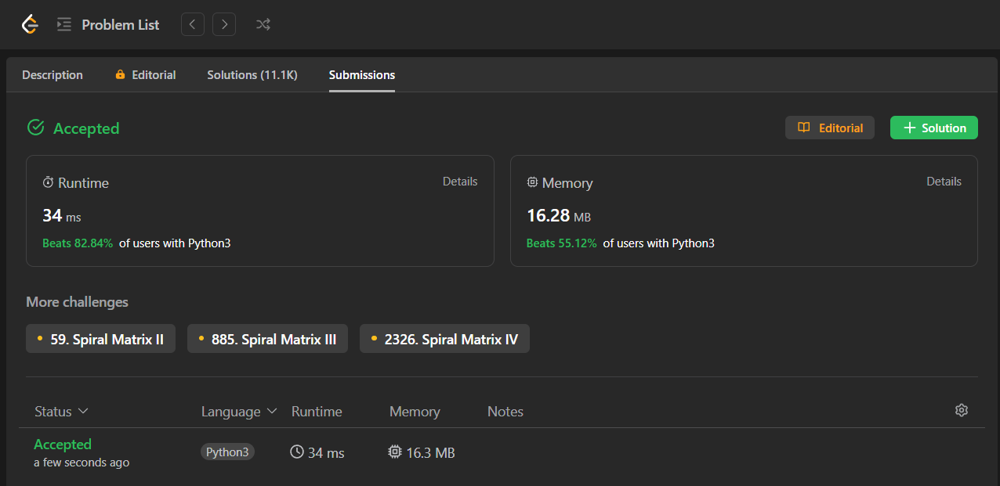 Problem List
Description Editorial Solutions (11.1K) Submissions
Accepted Editorial Solution
Runtime Details
34 ms
Beats 82.84% of users with Python3
Memory Details
16.28 MB
Beats 55.12% of users with Python3
More challenges
59. Spiral Matrix II 885. Spiral Matrix III 2326. Spiral Matrix IV
Status Language Runtime Memory Notes
Accepted Python3 34 ms 16.3 MB
a few seconds ago